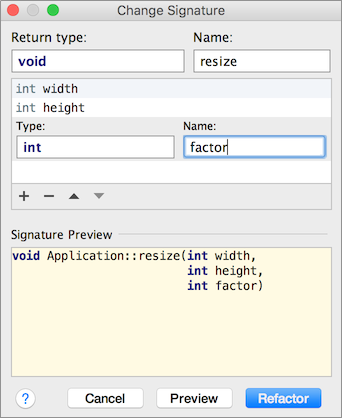 Change Signature
Return type: Name:
void resize
int width
int height
Type: Name:
int factor
Signature Preview
void Application::resize(int width,
int height,
int factor)
? Cancel Preview Refactor